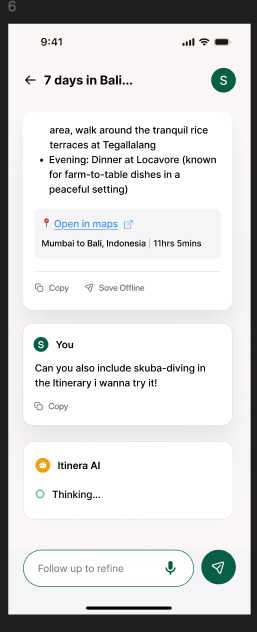 6
9:41
7 days in Bali...
S
area, walk around the tranquil rice
terraces at Tegallalang
• Evening: Dinner at Locavore (known
for farm-to-table dishes in a
peaceful setting)
Open in maps
Mumbai to Bali, Indonesia | 11hrs 5mins
Copy
Save Offline
S
You
Can you also include skuba-diving in
the Itinerary i wanna try it!
Copy
Itinera AI
Thinking...
Follow up to refine